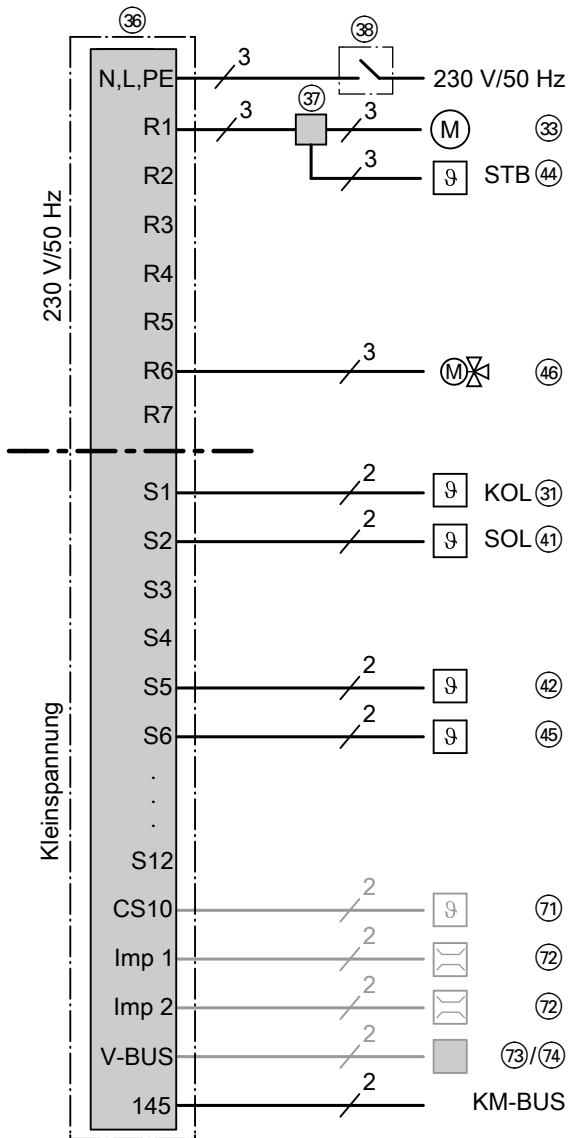 36
38
N,L,PE 3 230 V/50 Hz
37
R1 3 3 M 33
R2 3 ϑ STB 44
R3
R4
R5
R6 3 M 46
R7
230 V/50 Hz
S1 2 ϑ KOL 31
S2 2 ϑ SOL 41
S3
S4
S5 2 ϑ 42
S6 2 ϑ 45
.
.
.
S12
Kleinspannung
CS10 2 ϑ 71
Imp 1 2 72
Imp 2 2 72
V-BUS 2 73/74
145 2 KM-BUS